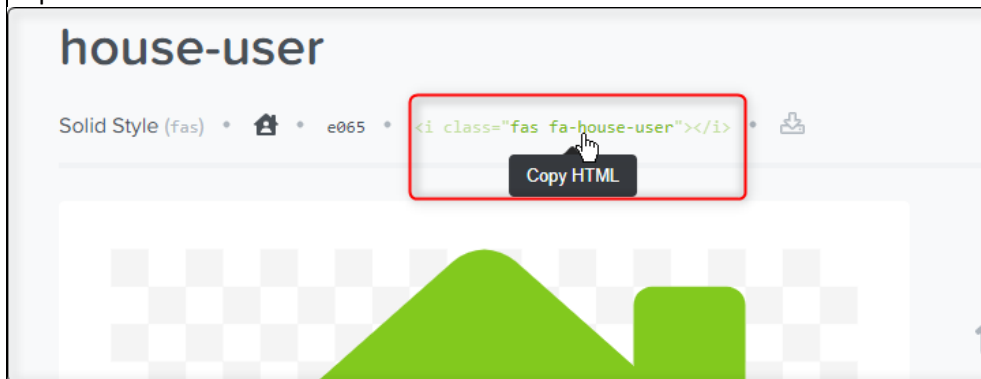 house-user
Solid Style (fas) • • e065 • <i class="fas fa-house-user"></i> •
Copy HTML